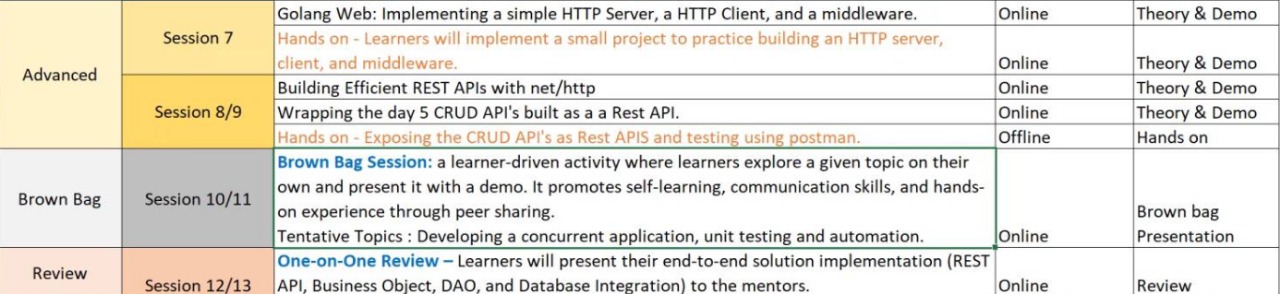 Advanced
Session 7
Golang Web: Implementing a simple HTTP Server, a HTTP Client, and a middleware.
Online
Theory & Demo
Hands on - Learners will implement a small project to practice building an HTTP server,
client, and middleware.
Online
Theory & Demo
Session 8/9
Building Efficient REST APIs with net/http
Online
Theory & Demo
Wrapping the day 5 CRUD API's built as a a Rest API.
Online
Theory & Demo
Hands on - Exposing the CRUD API's as Rest APIS and testing using postman.
Offline
Hands on
Brown Bag
Session 10/11
Brown Bag Session: a learner-driven activity where learners explore a given topic on their
own and present it with a demo. It promotes self-learning, communication skills, and hands-
on experience through peer sharing.
Tentative Topics : Developing a concurrent application, unit testing and automation.
Online
Brown bag
Presentation
Review
Session 12/13
One-on-One Review – Learners will present their end-to-end solution implementation (REST
API, Business Object, DAO, and Database Integration) to the mentors.
Online
Review